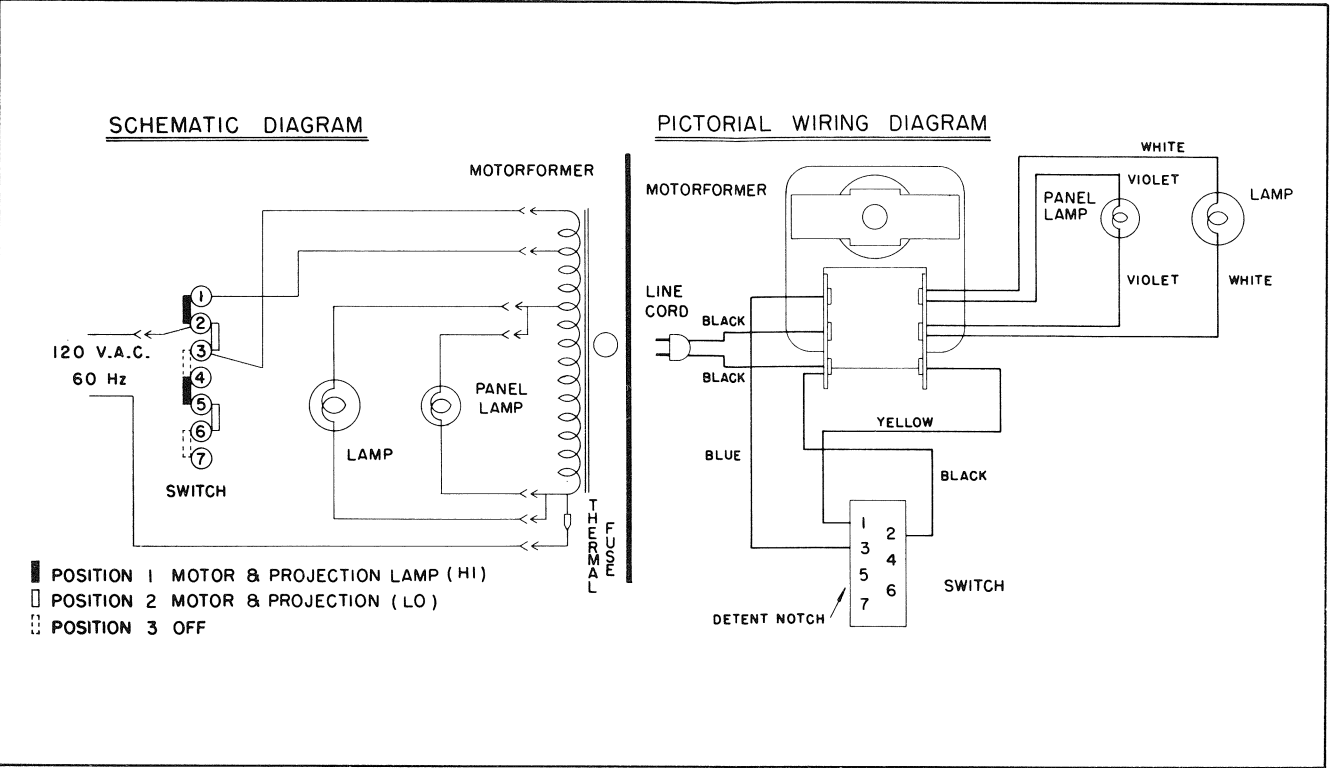 SCHEMATIC DIAGRAM
MOTORFORMER
1
2
3
4
5
6
7
SWITCH
120 V.A.C.
60 Hz
LAMP
PANEL
LAMP
THERMAL
FUSE
POSITION 1 MOTOR & PROJECTION LAMP (HI)
POSITION 2 MOTOR & PROJECTION (LO)
POSITION 3 OFF
PICTORIAL WIRING DIAGRAM
MOTORFORMER
WHITE
VIOLET
PANEL
LAMP
LAMP
VIOLET
WHITE
LINE
CORD
BLACK
BLACK
YELLOW
BLUE
BLACK
1
2
3
4
5
6
7
SWITCH
DETENT NOTCH